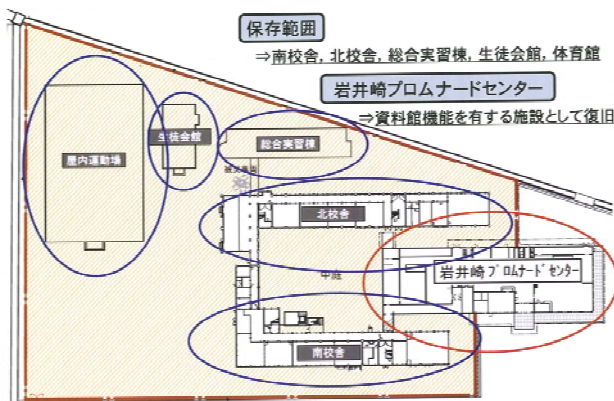 保存範囲
⇒南校舎，北校舎，総合実習棟，生徒会館，体育館
岩井崎プロムナードセンター
⇒資料館機能を有する施設として復旧
生徒会館
総合実習棟
屋内運動場
北校舎
岩井崎プロムナードセンター
中庭
南校舎